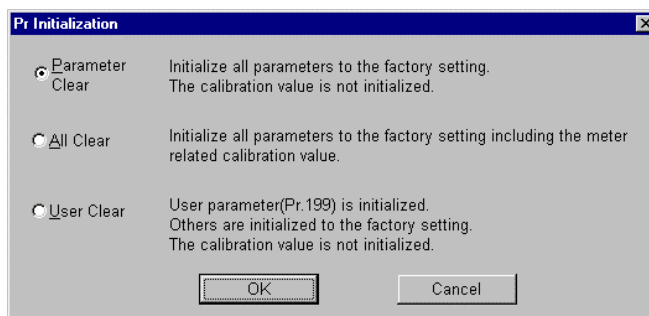 Pr Initialization
Parameter
Clear
Initialize all parameters to the factory setting.
The calibration value is not initialized.
All Clear
Initialize all parameters to the factory setting including the meter
related calibration value.
User Clear
User parameter(Pr.199) is initialized.
Others are initialized to the factory setting.
The calibration value is not initialized.
OK
Cancel